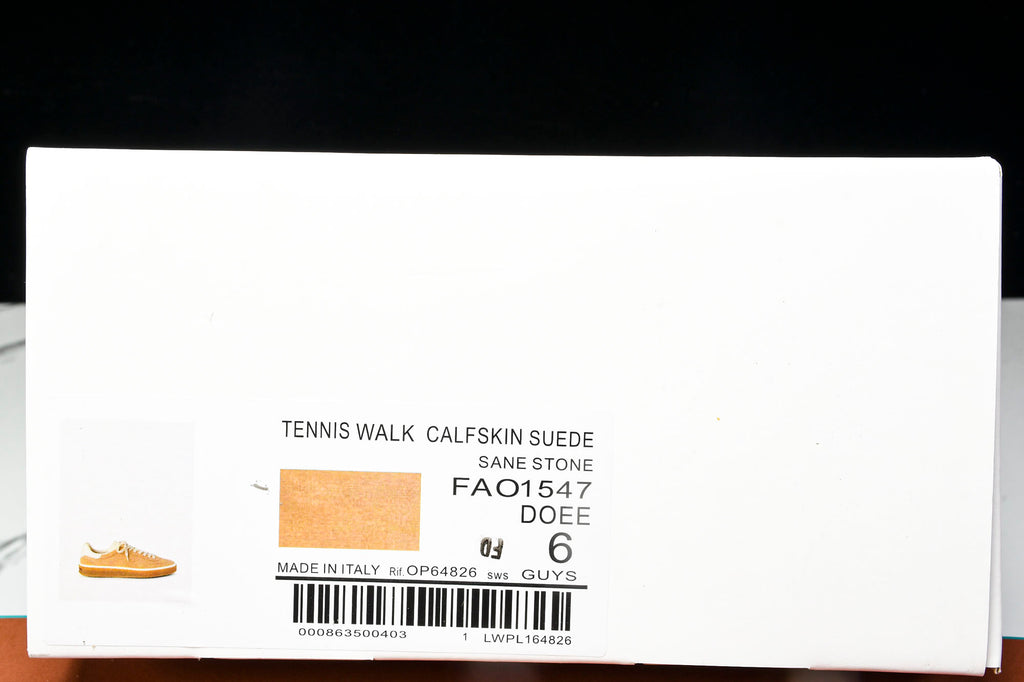 TENNIS WALK CALFSKIN SUEDE
SANE STONE
FAO1547
DOEE
FD 6
MADE IN ITALY Rif. OP64826 sws GUYS
000863500403 1 LWPL164826